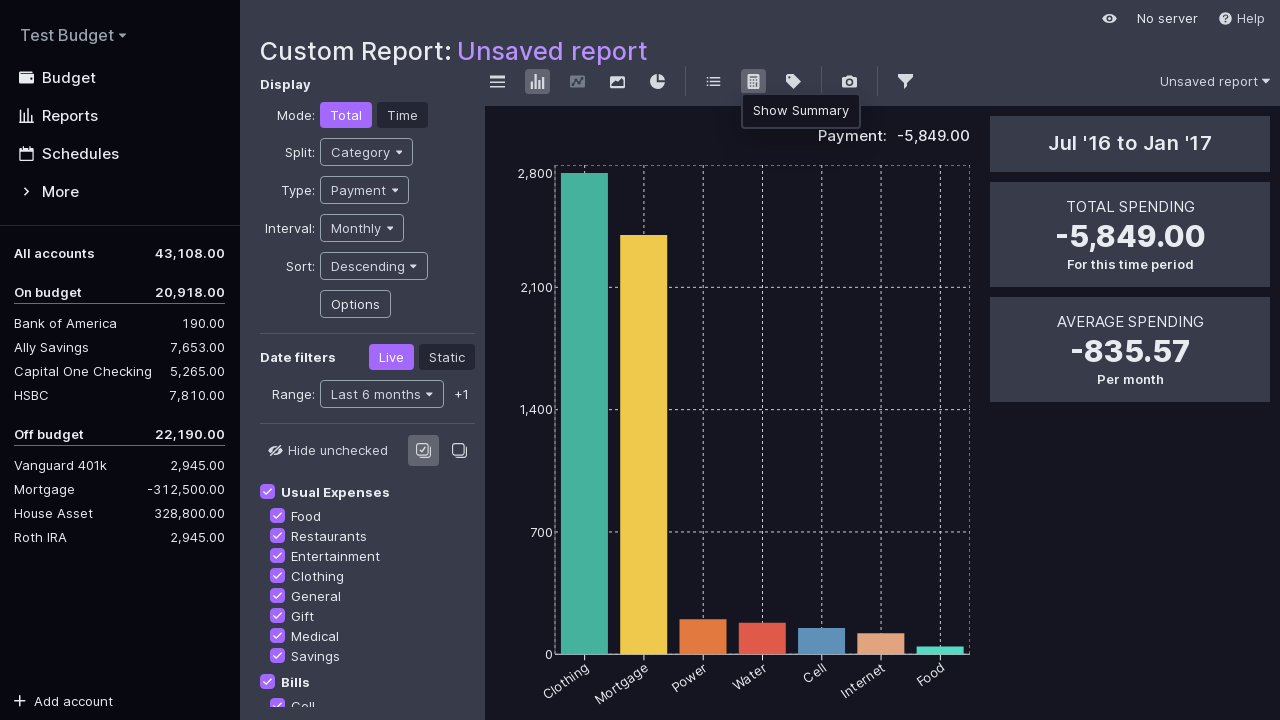 Test Budget
Budget
Reports
Schedules
More
All accounts 43,108.00
On budget 20,918.00
Bank of America 190.00
Ally Savings 7,653.00
Capital One Checking 5,265.00
HSBC 7,810.00
Off budget 22,190.00
Vanguard 401k 2,945.00
Mortgage -312,500.00
House Asset 328,800.00
Roth IRA 2,945.00
Add account
No server Help
Custom Report: Unsaved report
Display
Mode: Total Time
Split: Category
Type: Payment
Interval: Monthly
Sort: Descending
Options
Date filters Live Static
Range: Last 6 months +1
Hide unchecked
Usual Expenses
Food
Restaurants
Entertainment
Clothing
General
Gift
Medical
Savings
Bills
Cell
Unsaved report
Show Summary
Payment: -5,849.00
2,800
2,100
1,400
700
0
Clothing Mortgage Power Water Cell Internet Food
Jul '16 to Jan '17
TOTAL SPENDING
-5,849.00
For this time period
AVERAGE SPENDING
-835.57
Per month